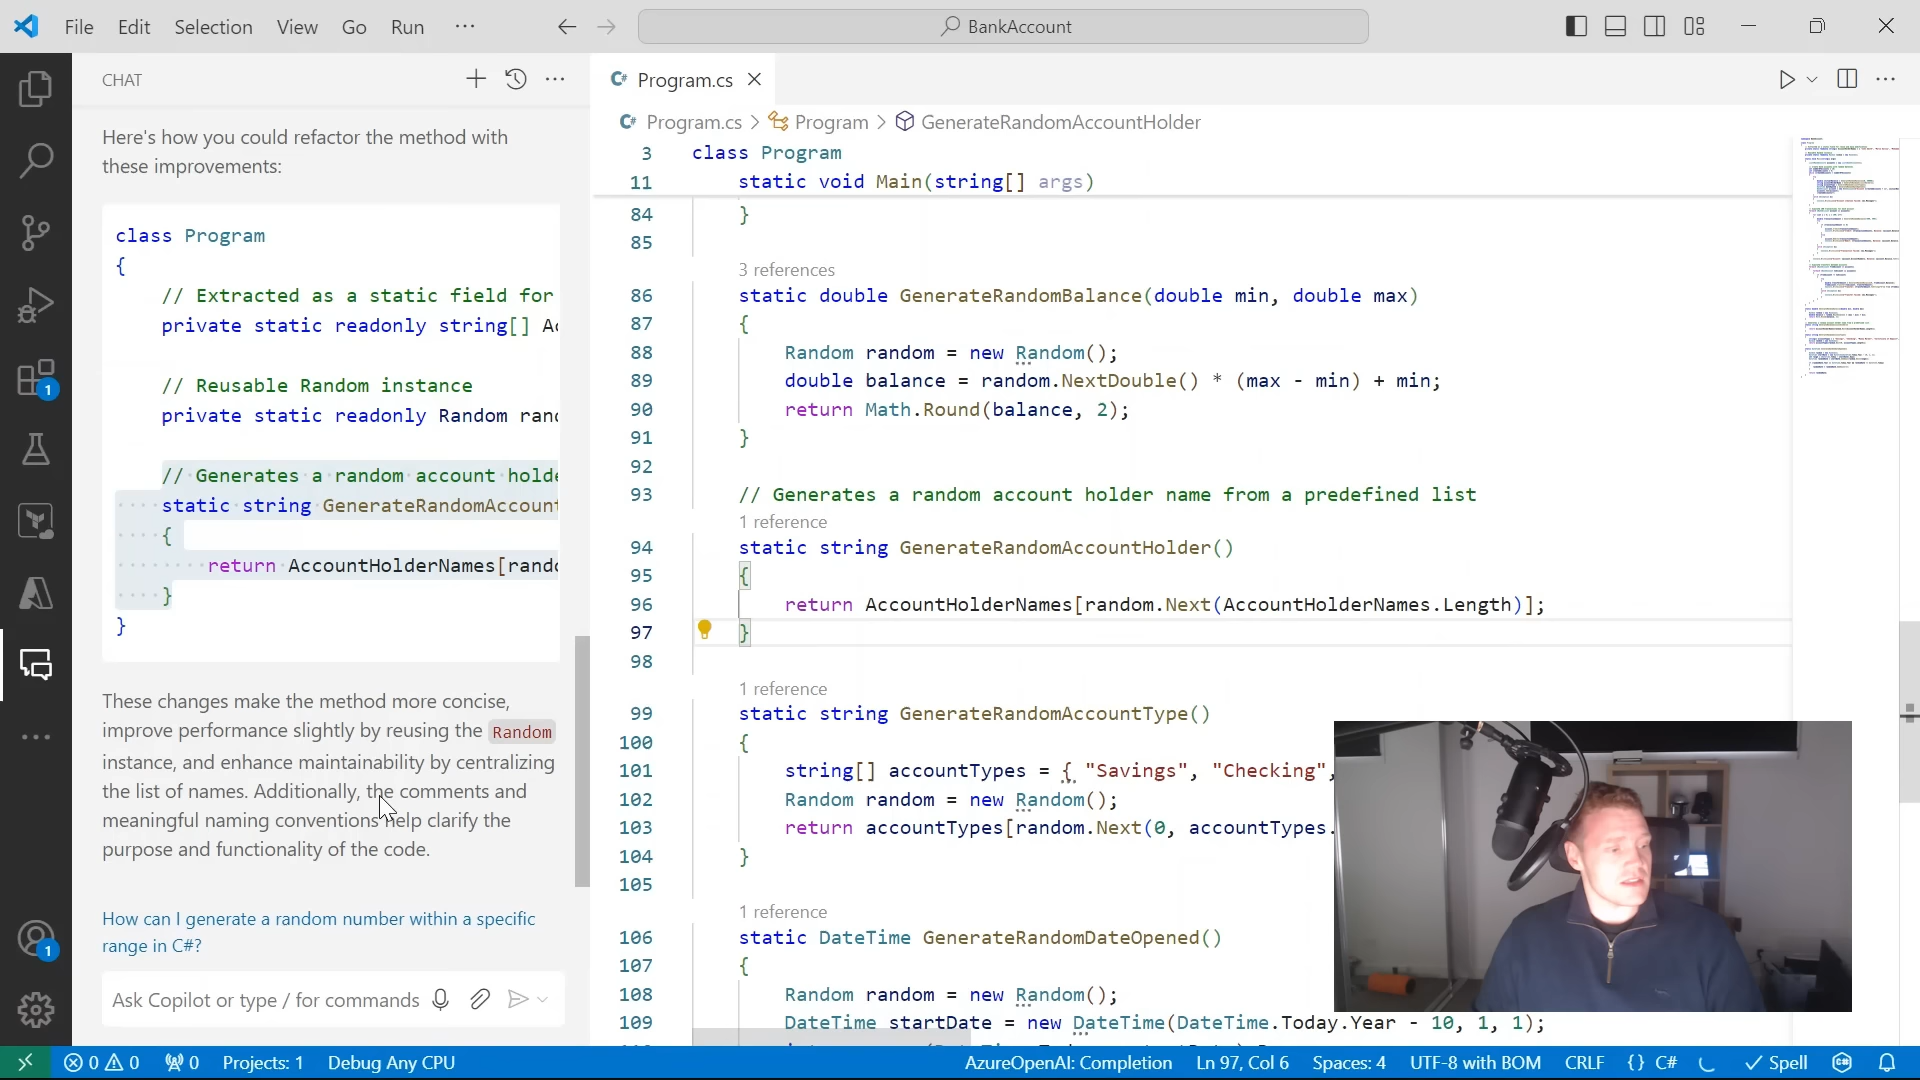 File Edit Selection View Go Run ···
BankAccount
CHAT
Here's how you could refactor the method with
these improvements:
class Program
{
// Extracted as a static field for
private static readonly string[] Ac
// Reusable Random instance
private static readonly Random rand
// Generates a random account holde
static string GenerateRandomAccount
{
return AccountHolderNames[rando
}
}
These changes make the method more concise,
improve performance slightly by reusing the Random
instance, and enhance maintainability by centralizing
the list of names. Additionally, the comments and
meaningful naming conventions help clarify the
purpose and functionality of the code.
How can I generate a random number within a specific
range in C#?
Ask Copilot or type / for commands
1
1
Program.cs
Program.cs > Program > GenerateRandomAccountHolder
3 class Program
11 static void Main(string[] args)
84 }
85
3 references
86 static double GenerateRandomBalance(double min, double max)
87 {
88 Random random = new Random();
89 double balance = random.NextDouble() * (max - min) + min;
90 return Math.Round(balance, 2);
91 }
92
93 // Generates a random account holder name from a predefined list
1 reference
94 static string GenerateRandomAccountHolder()
95 {
96 return AccountHolderNames[random.Next(AccountHolderNames.Length)];
97 }
98
1 reference
99 static string GenerateRandomAccountType()
100 {
101 string[] accountTypes = { "Savings", "Checking",
102 Random random = new Random();
103 return accountTypes[random.Next(0, accountTypes.
104 }
105
1 reference
106 static DateTime GenerateRandomDateOpened()
107 {
108 Random random = new Random();
109 DateTime startDate = new DateTime(DateTime.Today.Year - 10, 1, 1);
0 0 0 Projects: 1 Debug Any CPU AzureOpenAI: Completion Ln 97, Col 6 Spaces: 4 UTF-8 with BOM CRLF {} C# Spell